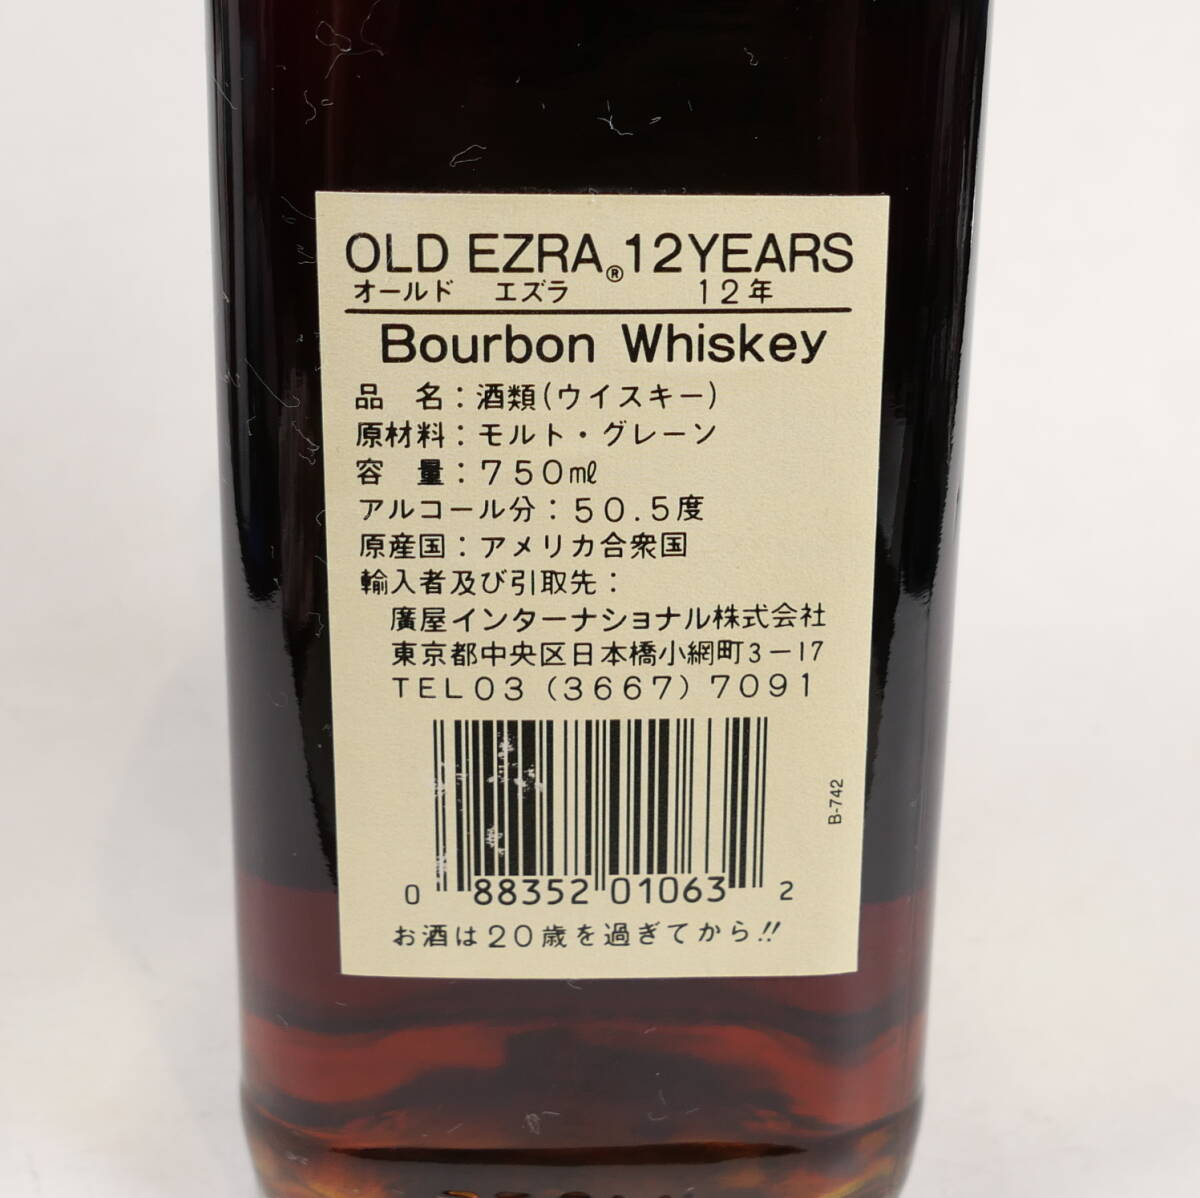 OLD EZRA® 12YEARS
オールド エズラ 12年
Bourbon Whiskey
品 名：酒類(ウイスキー)
原材料：モルト・グレーン
容 量：750㎖
アルコール分：50.5度
原産国：アメリカ合衆国
輸入者及び引取先：
廣屋インターナショナル株式会社
東京都中央区日本橋小網町3－17
TEL03（3667）7091
B-742
0 88352 01063 2
お酒は20歳を過ぎてから!!